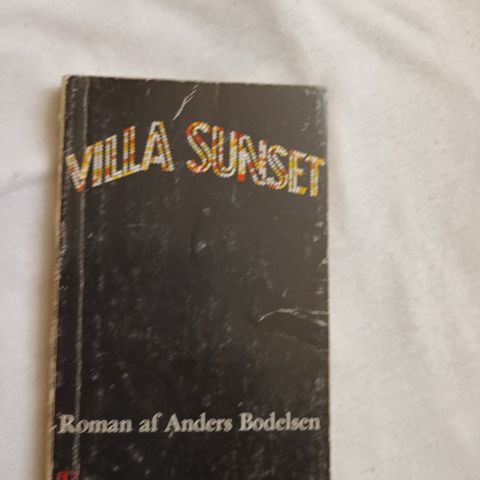 VILLA SUNSET
Roman af Anders Bodelsen